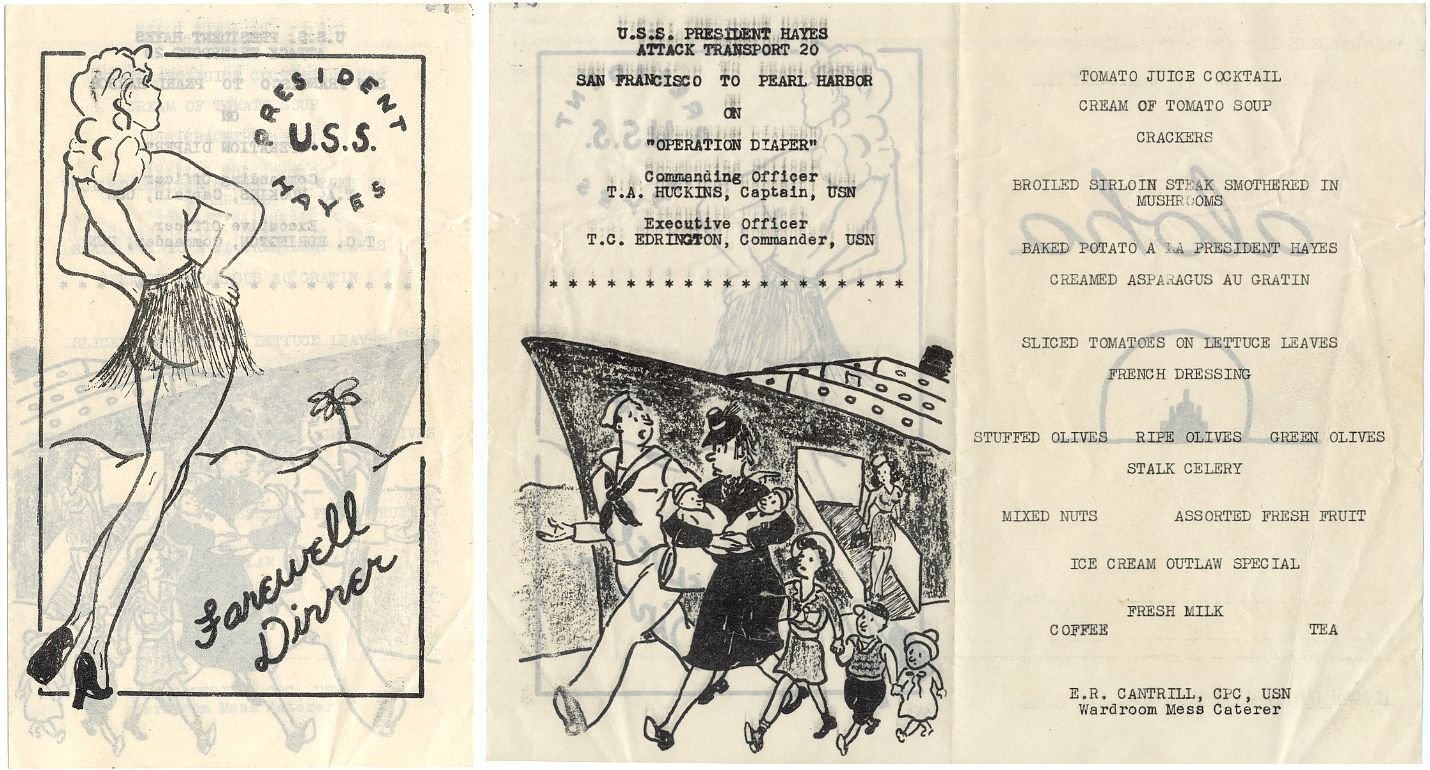 PRESIDENT
U.S.S.
HAYES
Farewell
Dinner
U.S.S. PRESIDENT HAYES
ATTACK TRANSPORT 20
SAN FRANCISCO TO PEARL HARBOR
ON
"OPERATION DIAPER"
Commanding Officer
T.A. HUCKINS, Captain, USN
Executive Officer
T.C. EDRINGTON, Commander, USN
* * * * * * * * * * * * * * * * * * * *
TOMATO JUICE COCKTAIL
CREAM OF TOMATO SOUP
CRACKERS
BROILED SIRLOIN STEAK SMOTHERED IN
MUSHROOMS
BAKED POTATO A LA PRESIDENT HAYES
CREAMED ASPARAGUS AU GRATIN
SLICED TOMATOES ON LETTUCE LEAVES
FRENCH DRESSING
STUFFED OLIVES RIPE OLIVES GREEN OLIVES
STALK CELERY
MIXED NUTS ASSORTED FRESH FRUIT
ICE CREAM OUTLAW SPECIAL
FRESH MILK
COFFEE TEA
E.R. CANTRILL, CPC, USN
Wardroom Mess Caterer
aloha